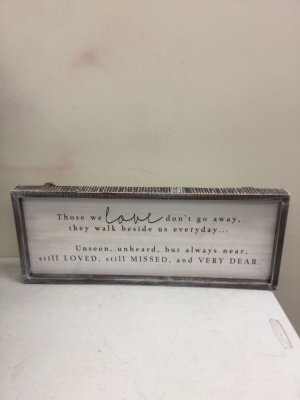 Those we love don't go away,
they walk beside us everyday...
Unseen, unheard, but always near,
still LOVED, still MISSED, and VERY DEAR.